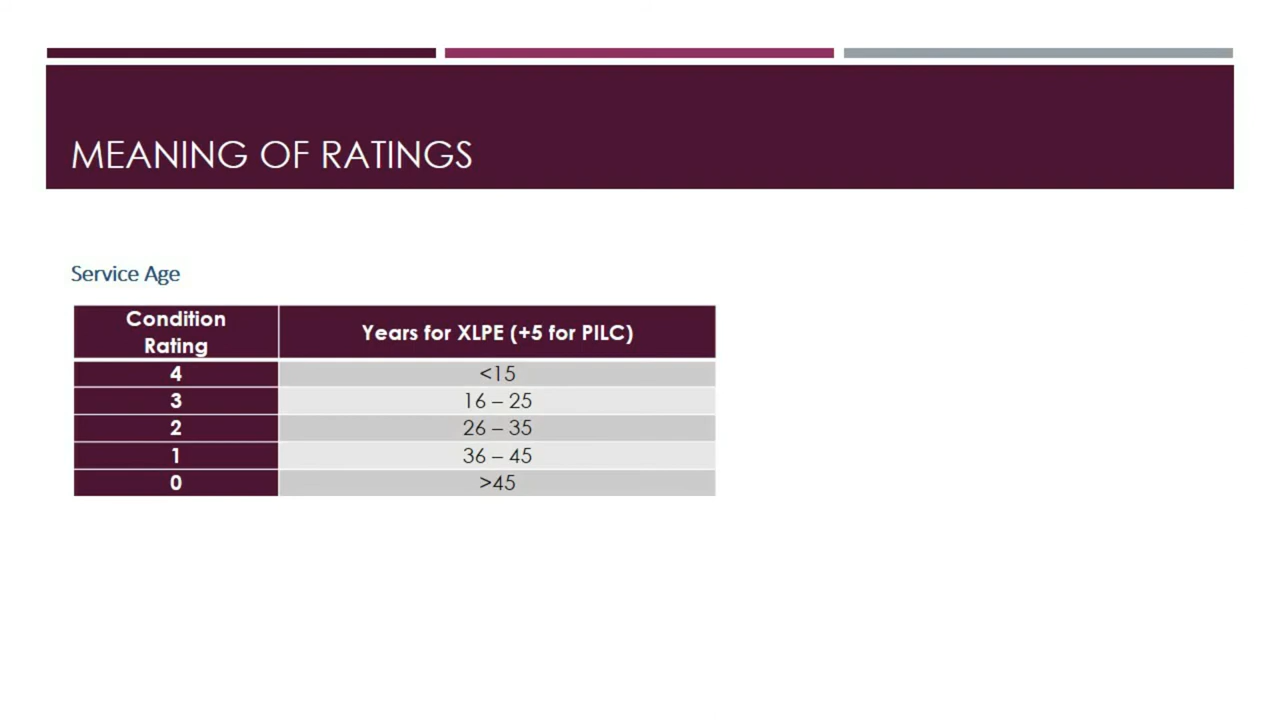 MEANING OF RATINGS
Service Age
Condition
Rating
Years for XLPE (+5 for PILC)
4 <15
3 16 – 25
2 26 – 35
1 36 – 45
0 >45